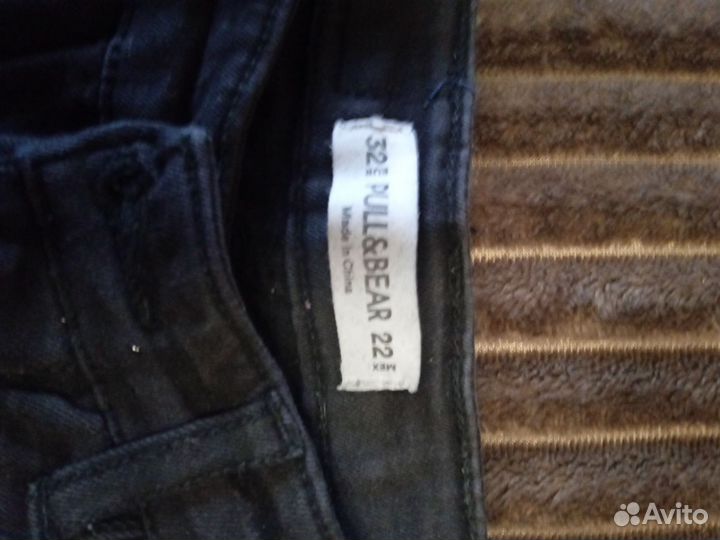 32 EUR PULL&BEAR 22 MEX
Made in China
Avito